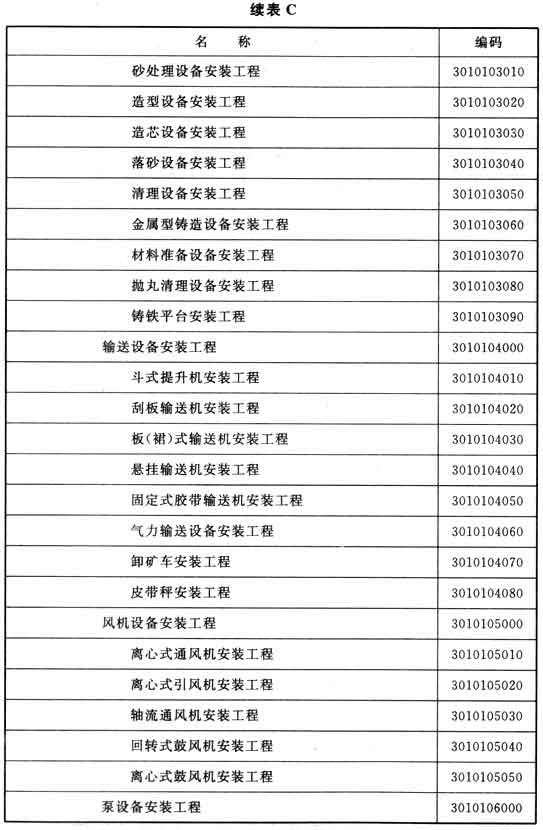 续表 C
名 称 编码
砂处理设备安装工程 3010103010
造型设备安装工程 3010103020
造芯设备安装工程 3010103030
落砂设备安装工程 3010103040
清理设备安装工程 3010103050
金属型铸造设备安装工程 3010103060
材料准备设备安装工程 3010103070
抛丸清理设备安装工程 3010103080
铸铁平台安装工程 3010103090
输送设备安装工程 3010104000
斗式提升机安装工程 3010104010
刮板输送机安装工程 3010104020
板(裙)式输送机安装工程 3010104030
悬挂输送机安装工程 3010104040
固定式胶带输送机安装工程 3010104050
气力输送设备安装工程 3010104060
卸矿车安装工程 3010104070
皮带秤安装工程 3010104080
风机设备安装工程 3010105000
离心式通风机安装工程 3010105010
离心式引风机安装工程 3010105020
轴流通风机安装工程 3010105030
回转式鼓风机安装工程 3010105040
离心式鼓风机安装工程 3010105050
泵设备安装工程 3010106000